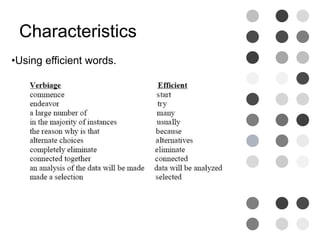 Characteristics
•Using efficient words.
Verbiage Efficient
commence start
endeavor try
a large number of many
in the majority of instances usually
the reason why is that because
alternate choices alternatives
completely eliminate eliminate
connected together connected
an analysis of the data will be made data will be analyzed
made a selection selected